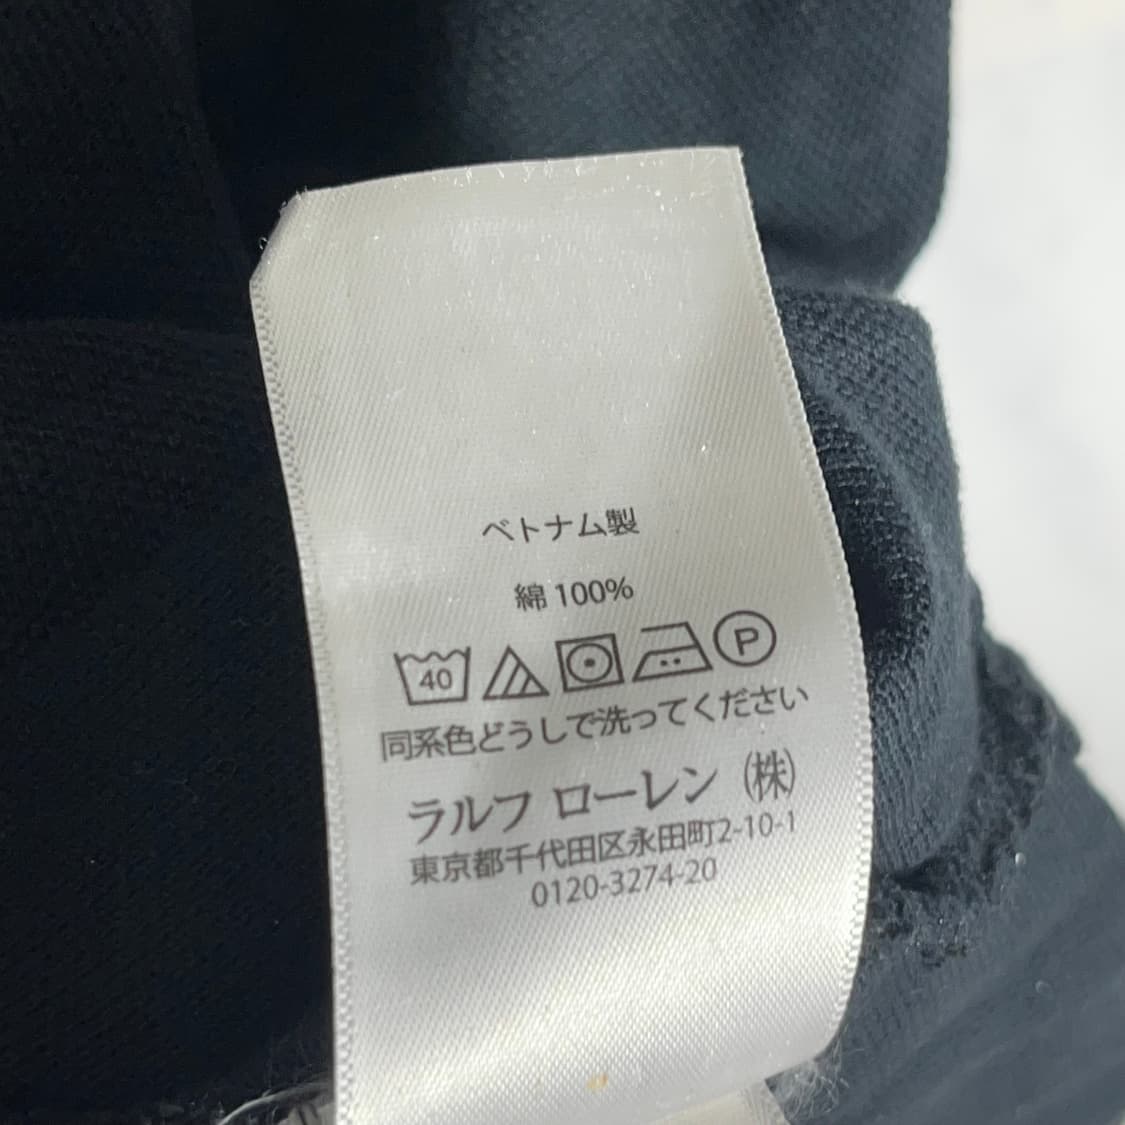 ベトナム製
綿 100%
40 P
同系色どうしで洗ってください
ラルフ ローレン (株)
東京都千代田区永田町2-10-1
0120-3274-20